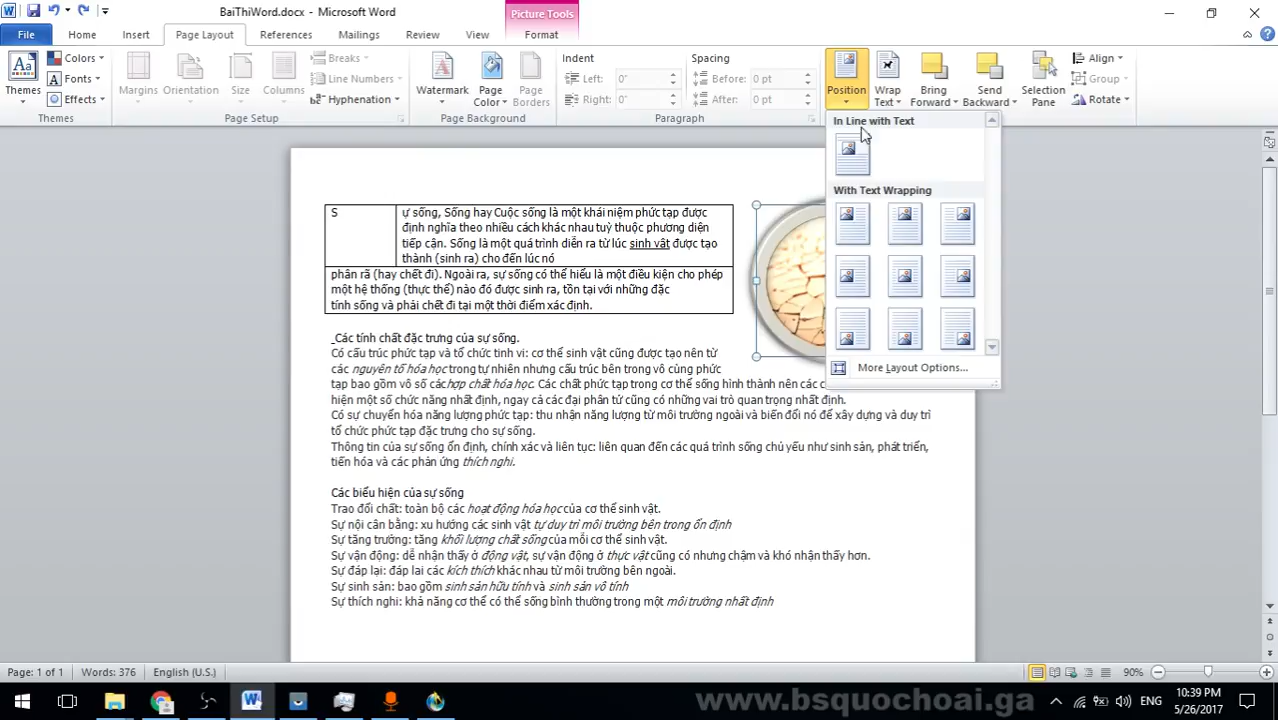 BaiThiWord.docx - Microsoft Word
Picture Tools
File Home Insert Page Layout References Mailings Review View Format
Themes
Colors
Fonts
Effects
Themes
Margins
Orientation
Size
Columns
Breaks
Line Numbers
Hyphenation
Page Setup
Watermark
Page Color
Page Borders
Page Background
Indent
Left: 0"
Right: 0"
Spacing
Before: 0 pt
After: 0 pt
Paragraph
Position
Wrap Text
Bring Forward
Send Backward
Selection Pane
Align
Group
Rotate
In Line with Text
With Text Wrapping
More Layout Options...
S
ự sống, Sống hay Cuộc sống là một khái niệm phức tạp được
định nghĩa theo nhiều cách khác nhau tuỳ thuộc phương diện
tiếp cận. Sống là một quá trình diễn ra từ lúc sinh vật được tạo
thành (sinh ra) cho đến lúc nó
phân rã (hay chết đi). Ngoài ra, sự sống có thể hiểu là một điều kiện cho phép
một hệ thống (thực thể) nào đó được sinh ra, tồn tại với những đặc
tính sống và phải chết đi tại một thời điểm xác định.
Các tính chất đặc trưng của sự sống.
Có cấu trúc phức tạp và tổ chức tinh vi: cơ thể sinh vật cũng được tạo nên từ
các nguyên tố hóa học trong tự nhiên nhưng cấu trúc bên trong vô cùng phức
tạp bao gồm vô số các hợp chất hóa học. Các chất phức tạp trong cơ thể sống hình thành nên các
hiện một số chức năng nhất định, ngay cả các đại phân tử cũng có những vai trò quan trọng nhất định.
Có sự chuyển hóa năng lượng phức tạp: thu nhận năng lượng từ môi trường ngoài và biến đổi nó để xây dựng và duy trì
tổ chức phức tạp đặc trưng cho sự sống.
Thông tin của sự sống ổn định, chính xác và liên tục: liên quan đến các quá trình sống chủ yếu như sinh sản, phát triển,
tiến hóa và các phản ứng thích nghi.
Các biểu hiện của sự sống
Trao đổi chất: toàn bộ các hoạt động hóa học của cơ thể sinh vật.
Sự nội cân bằng: xu hướng các sinh vật tự duy trì môi trường bên trong ổn định
Sự tăng trưởng: tăng khối lượng chất sống của mỗi cơ thể sinh vật.
Sự vận động: dễ nhận thấy ở động vật, sự vận động ở thực vật cũng có nhưng chậm và khó nhận thấy hơn.
Sự đáp lại: đáp lai các kích thích khác nhau từ môi trường bên ngoài.
Sự sinh sản: bao gồm sinh sản hữu tính và sinh sản vô tính
Sự thích nghi: khả năng cơ thể có thể sống bình thường trong một môi trường nhất định
Page: 1 of 1 Words: 376 English (U.S.) 90%
www.bsquochoai.ga
ENG
10:39 PM
5/26/2017